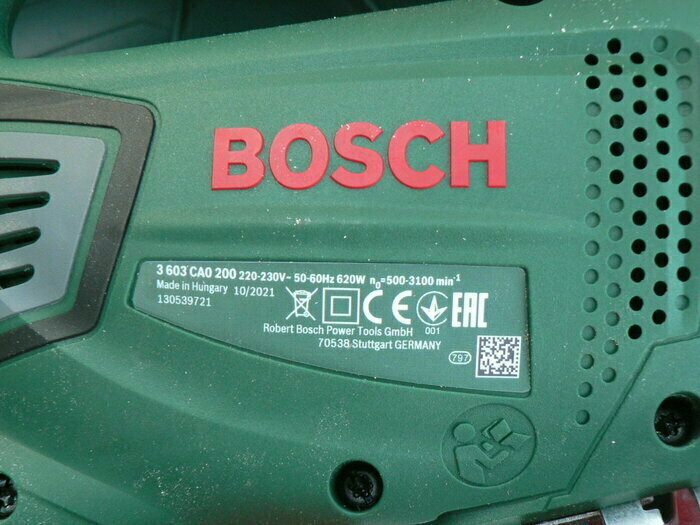 BOSCH
3 603 CA0 200 220-230V~ 50-60Hz 620W n₀=500-3100 min⁻¹
Made in Hungary 10/2021
130539721
CE
001
EAC
Robert Bosch Power Tools GmbH
70538 Stuttgart GERMANY
797